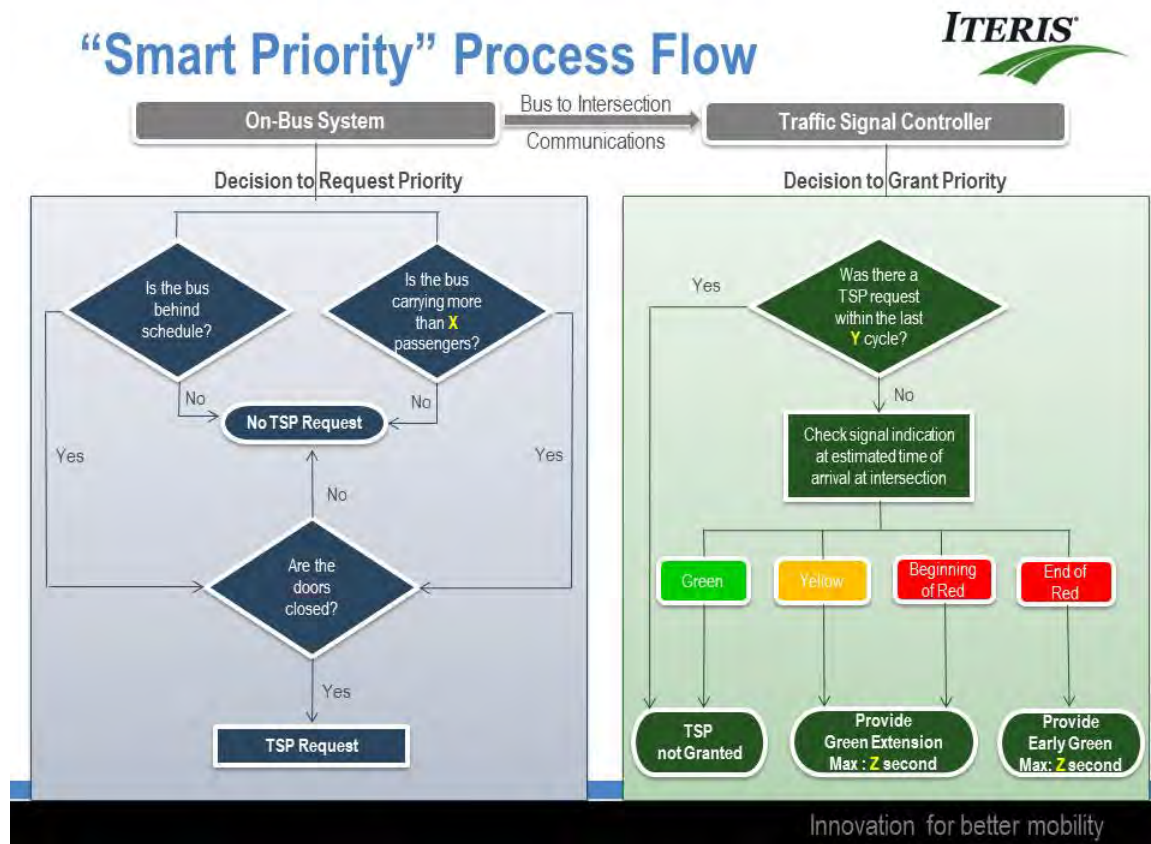 ITERIS
“Smart Priority” Process Flow
On-Bus System
Bus to Intersection
Communications
Traffic Signal Controller
Decision to Request Priority
Decision to Grant Priority
Is the bus
behind
schedule?
Is the bus
carrying more
than X
passengers?
No
No
No TSP Request
Yes
Yes
No
Are the
doors
closed?
Yes
TSP Request
Was there a
TSP request
within the last
Y cycle?
Yes
No
Check signal indication
at estimated time of
arrival at intersection
Green
Yellow
Beginning
of Red
End of
Red
TSP
not Granted
Provide
Green Extension
Max : Z second
Provide
Early Green
Max: Z second
Innovation for better mobility